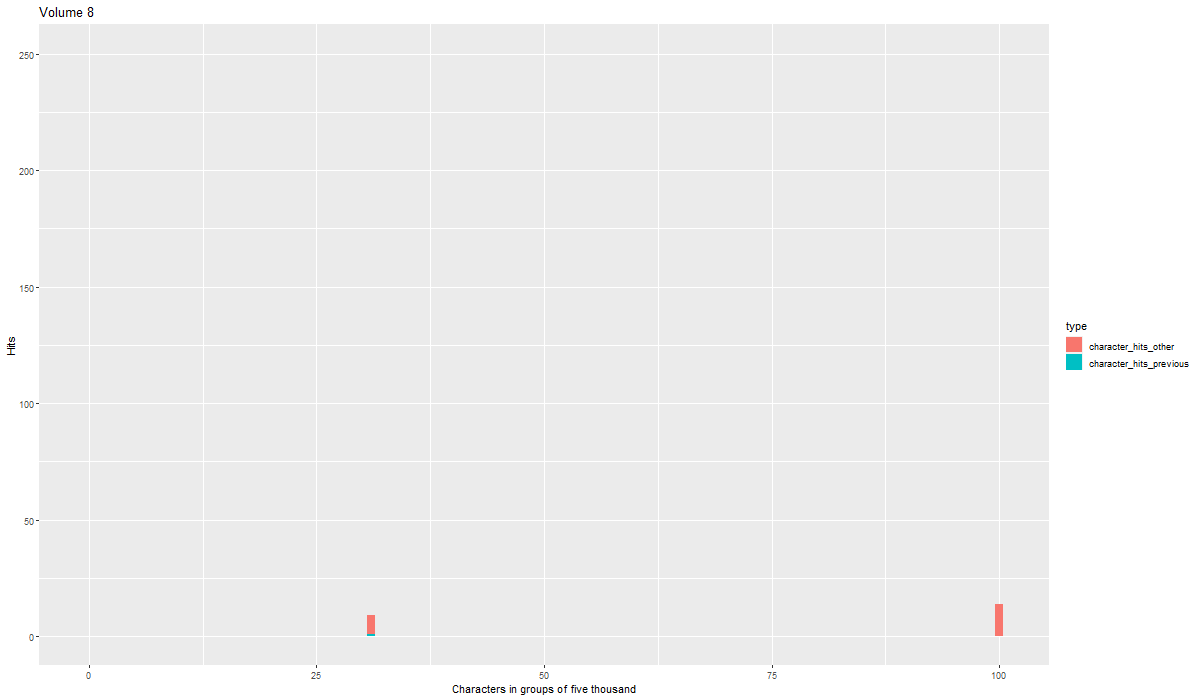 Volume 8
250
200
150
100
50
0
Hits
0 25 50 75 100
Characters in groups of five thousand
type
character_hits_other
character_hits_previous